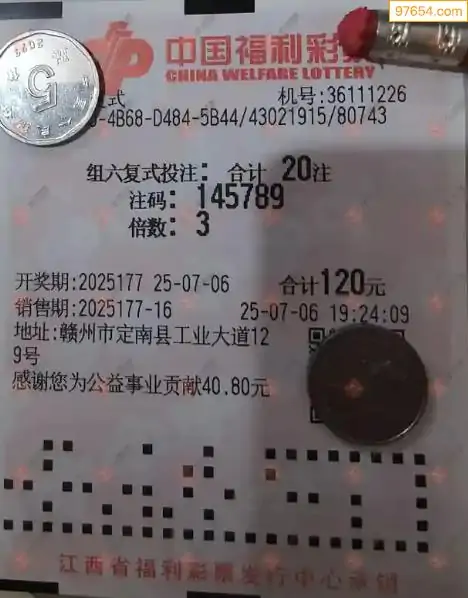 97654.com
中国福利彩
CHINA WELFARE LOTTERY
式 机号:36111226
-4B68-D484-5B44/43021915/80743
5
组六复式投注: 合计 20注
注码: 145789
倍数: 3
开奖期:2025177 25-07-06 合计120元
销售期:2025177-16 25-07-06 19:24:09
地址:赣州市定南县工业大道12
9号
感谢您为公益事业贡献40.80元
江西省福利彩票发行中心承销